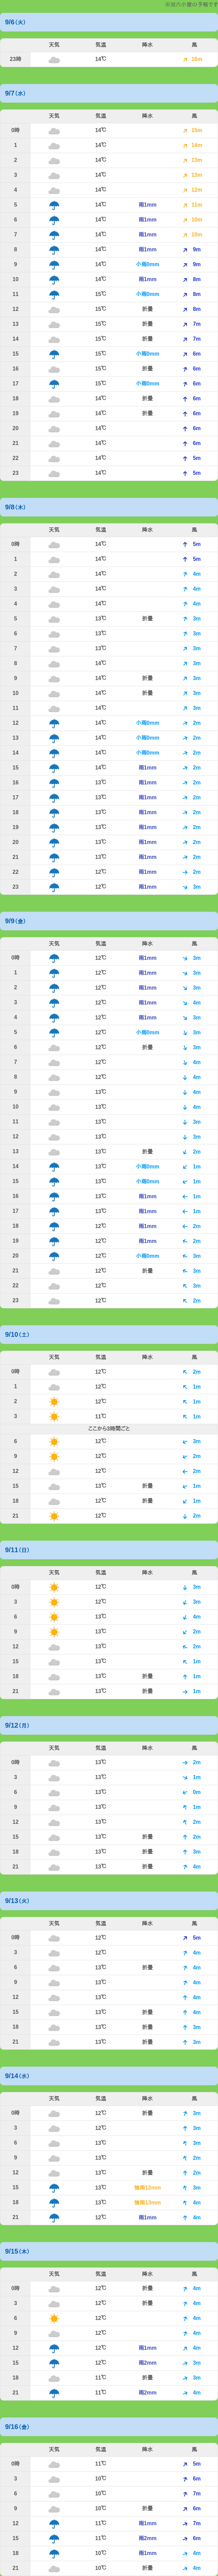 ※鷲六小屋の予報です
9/6(火)
天気 気温 降水 風
23時 14℃ 16m
9/7(水)
天気 気温 降水 風
0時 14℃ 15m
1 14℃ 14m
2 14℃ 13m
3 14℃ 13m
4 14℃ 12m
5 14℃ 雨1mm 11m
6 14℃ 雨1mm 10m
7 14℃ 雨1mm 10m
8 14℃ 雨1mm 9m
9 14℃ 小雨0mm 9m
10 14℃ 雨1mm 8m
11 15℃ 小雨0mm 8m
12 15℃ 折畳 8m
13 15℃ 折畳 7m
14 15℃ 折畳 7m
15 15℃ 小雨0mm 6m
16 15℃ 折畳 6m
17 15℃ 小雨0mm 6m
18 14℃ 折畳 6m
19 14℃ 折畳 6m
20 14℃ 6m
21 14℃ 6m
22 14℃ 5m
23 14℃ 5m
9/8(木)
天気 気温 降水 風
0時 14℃ 5m
1 14℃ 5m
2 14℃ 4m
3 14℃ 4m
4 14℃ 4m
5 13℃ 折畳 3m
6 13℃ 3m
7 13℃ 3m
8 14℃ 3m
9 14℃ 折畳 3m
10 14℃ 折畳 3m
11 14℃ 3m
12 14℃ 小雨0mm 2m
13 14℃ 小雨0mm 2m
14 14℃ 小雨0mm 2m
15 14℃ 雨1mm 2m
16 13℃ 雨1mm 2m
17 13℃ 雨1mm 2m
18 13℃ 雨1mm 2m
19 13℃ 雨1mm 2m
20 13℃ 雨1mm 2m
21 13℃ 雨1mm 2m
22 12℃ 雨1mm 2m
23 12℃ 雨1mm 3m
9/9(金)
天気 気温 降水 風
0時 12℃ 雨1mm 3m
1 12℃ 雨1mm 3m
2 12℃ 雨1mm 3m
3 12℃ 雨1mm 4m
4 12℃ 雨1mm 3m
5 12℃ 小雨0mm 3m
6 12℃ 折畳 3m
7 12℃ 4m
8 12℃ 4m
9 13℃ 4m
10 13℃ 4m
11 13℃ 3m
12 13℃ 3m
13 13℃ 折畳 2m
14 13℃ 小雨0mm 1m
15 13℃ 小雨0mm 1m
16 13℃ 雨1mm 1m
17 13℃ 雨1mm 1m
18 12℃ 雨1mm 2m
19 12℃ 雨1mm 2m
20 12℃ 小雨0mm 3m
21 12℃ 折畳 3m
22 12℃ 3m
23 12℃ 2m
9/10(土)
天気 気温 降水 風
0時 12℃ 2m
1 12℃ 1m
2 12℃ 1m
3 11℃ 1m
ここから3時間ごと
6 12℃ 3m
9 12℃ 2m
12 12℃ 2m
15 13℃ 折畳 1m
18 12℃ 折畳 1m
21 12℃ 2m
9/11(日)
天気 気温 降水 風
0時 12℃ 3m
3 12℃ 3m
6 13℃ 4m
9 13℃ 2m
12 13℃ 2m
15 13℃ 1m
18 13℃ 折畳 1m
21 13℃ 折畳 1m
9/12(月)
天気 気温 降水 風
0時 13℃ 2m
3 13℃ 1m
6 13℃ 0m
9 13℃ 1m
12 13℃ 2m
15 13℃ 折畳 2m
18 13℃ 折畳 3m
21 13℃ 折畳 4m
9/13(火)
天気 気温 降水 風
0時 12℃ 5m
3 12℃ 4m
6 13℃ 折畳 4m
9 13℃ 4m
12 13℃ 4m
15 13℃ 折畳 4m
18 13℃ 折畳 3m
21 13℃ 折畳 3m
9/14(水)
天気 気温 降水 風
0時 12℃ 折畳 3m
3 12℃ 3m
6 13℃ 3m
9 13℃ 2m
12 13℃ 折畳 2m
15 13℃ 強雨12mm 3m
18 13℃ 強雨13mm 4m
21 12℃ 雨1mm 4m
9/15(木)
天気 気温 降水 風
0時 12℃ 折畳 4m
3 12℃ 折畳 4m
6 12℃ 4m
9 12℃ 4m
12 12℃ 雨1mm 4m
15 12℃ 雨2mm 3m
18 11℃ 折畳 3m
21 11℃ 雨2mm 4m
9/16(金)
天気 気温 降水 風
0時 11℃ 5m
3 10℃ 6m
6 10℃ 7m
9 10℃ 折畳 6m
12 11℃ 雨1mm 7m
15 11℃ 雨2mm 6m
18 10℃ 雨1mm 4m
21 10℃ 折畳 4m